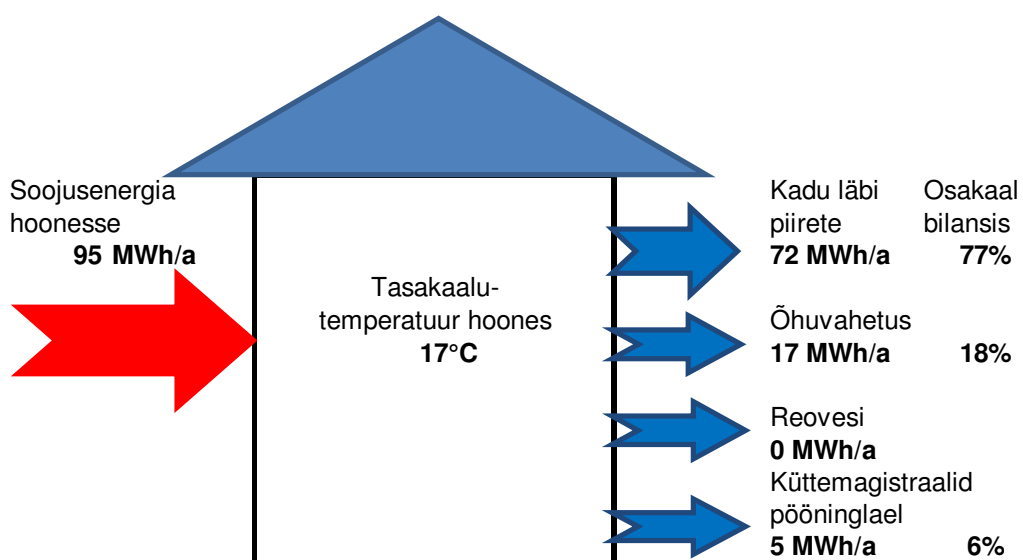 Soojusenergia
hoonesse
95 MWh/a
Tasakaalu-
temperatuur hoones
17°C
Kadu läbi Osakaal
piirete bilansis
72 MWh/a 77%
Õhuvahetus
17 MWh/a 18%
Reovesi
0 MWh/a
Küttemagistraalid
pööninglael
5 MWh/a 6%